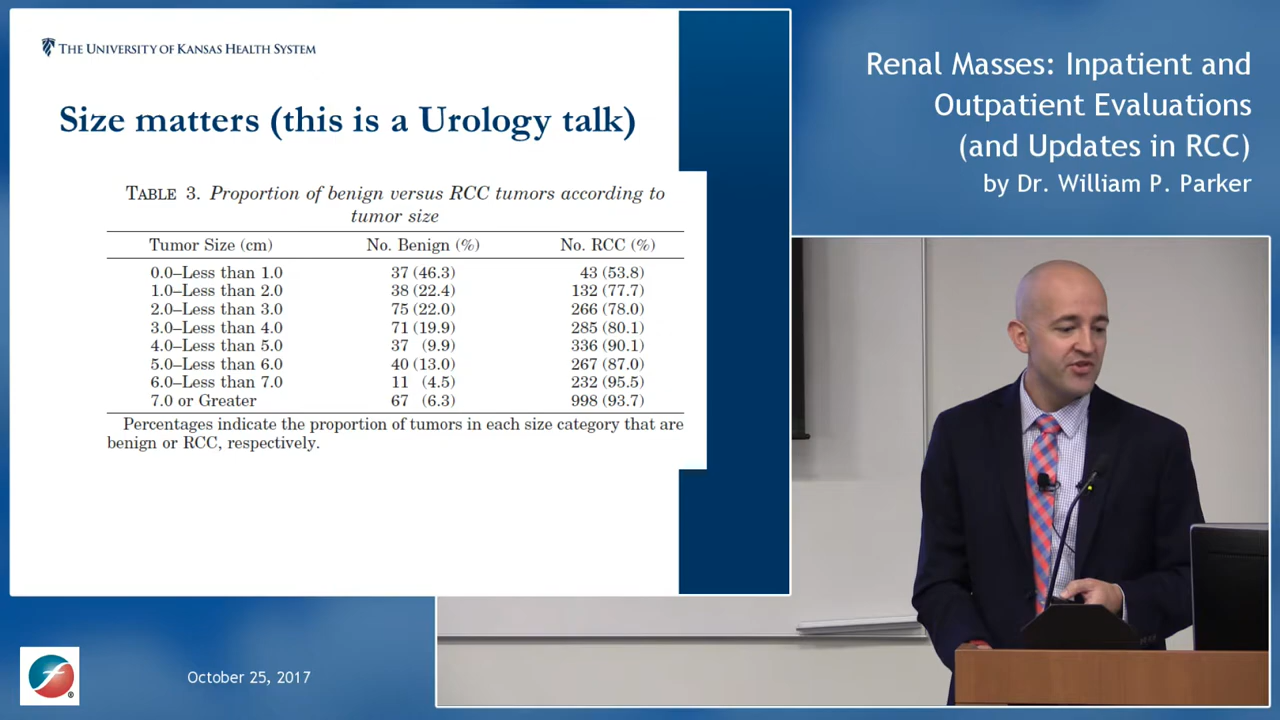 THE UNIVERSITY OF KANSAS HEALTH SYSTEM
Size matters (this is a Urology talk)
TABLE 3. Proportion of benign versus RCC tumors according to
tumor size
Tumor Size (cm) No. Benign (%) No. RCC (%)
0.0–Less than 1.0 37 (46.3) 43 (53.8)
1.0–Less than 2.0 38 (22.4) 132 (77.7)
2.0–Less than 3.0 75 (22.0) 266 (78.0)
3.0–Less than 4.0 71 (19.9) 285 (80.1)
4.0–Less than 5.0 37 (9.9) 336 (90.1)
5.0–Less than 6.0 40 (13.0) 267 (87.0)
6.0–Less than 7.0 11 (4.5) 232 (95.5)
7.0 or Greater 67 (6.3) 998 (93.7)
Percentages indicate the proportion of tumors in each size category that are
benign or RCC, respectively.
Renal Masses: Inpatient and
Outpatient Evaluations
(and Updates in RCC)
by Dr. William P. Parker
October 25, 2017
®